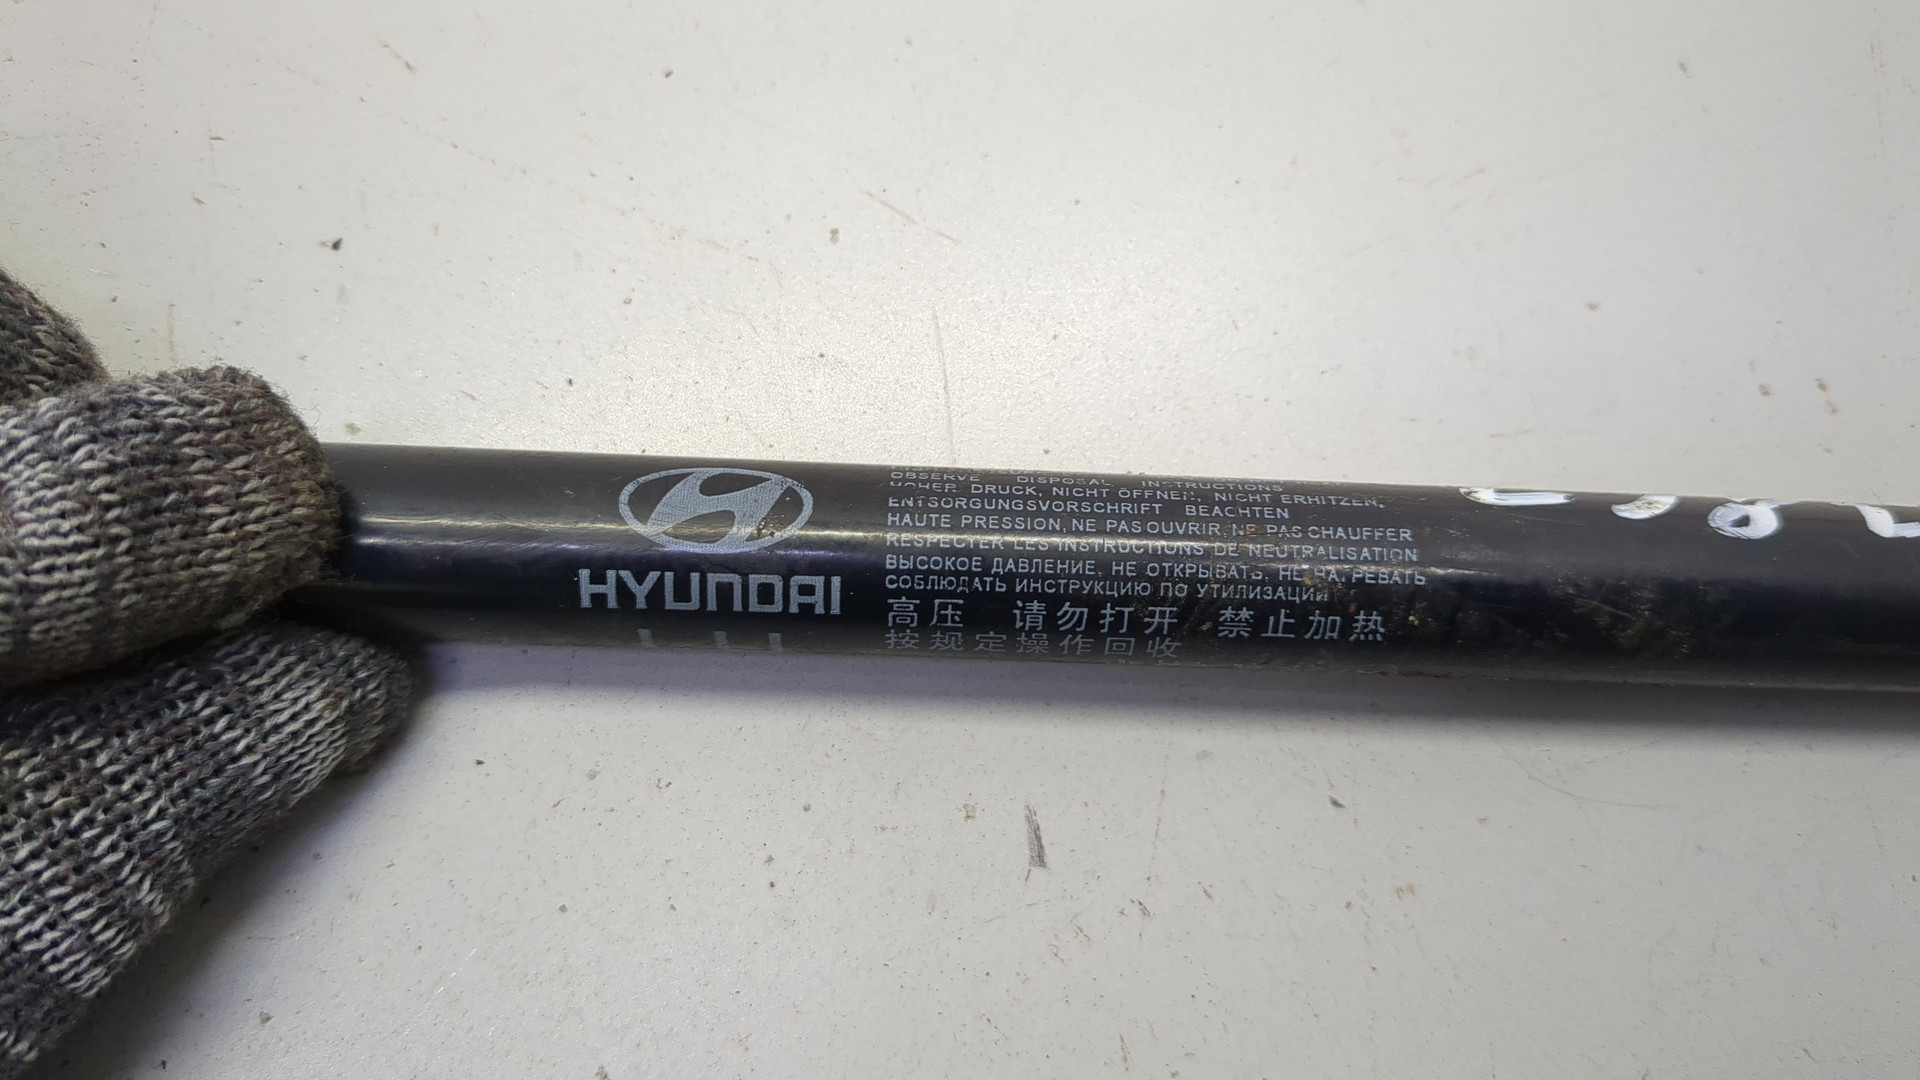 HYUNDAI
OBSERVE DISPOSAL INSTRUCTIONS
HOHER DRUCK, NICHT ÖFFNEN, NICHT ERHITZEN,
ENTSORGUNGSVORSCHRIFT BEACHTEN
HAUTE PRESSION, NE PAS OUVRIR, NE PAS CHAUFFER
RESPECTER LES INSTRUCTIONS DE NEUTRALISATION
ВЫСОКОЕ ДАВЛЕНИЕ, НЕ ОТКРЫВАТЬ, НЕ НАГРЕВАТЬ
СОБЛЮДАТЬ ИНСТРУКЦИЮ ПО УТИЛИЗАЦИИ
高压 请勿打开 禁止加热
按规定操作回收